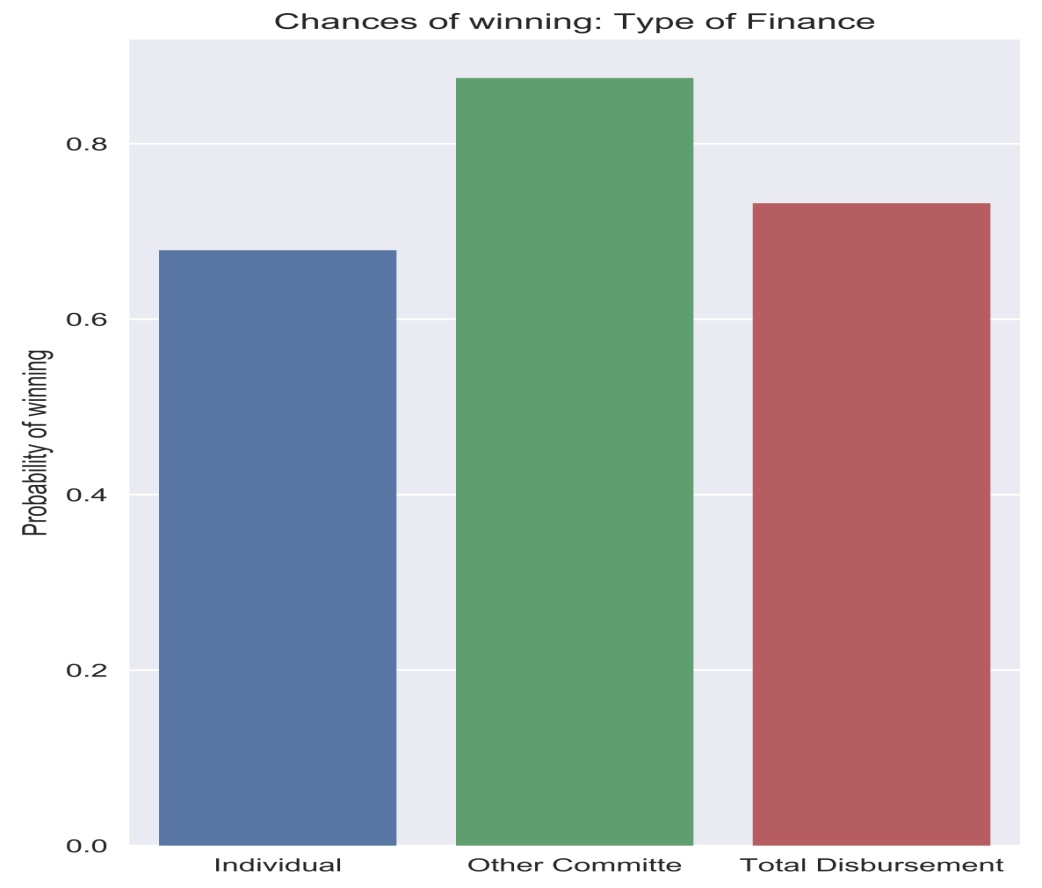 Chances of winning: Type of Finance
Probability of winning
0.8
0.6
0.4
0.2
0.0
Individual
Other Committe
Total Disbursement